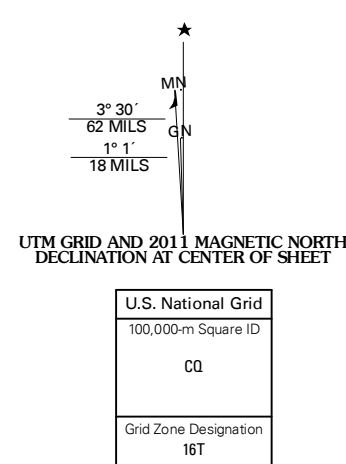 MN
3° 30´
62 MILS
GN
1° 1´
18 MILS
UTM GRID AND 2011 MAGNETIC NORTH
DECLINATION AT CENTER OF SHEET
U.S. National Grid
100,000-m Square ID
CQ
Grid Zone Designation
16T